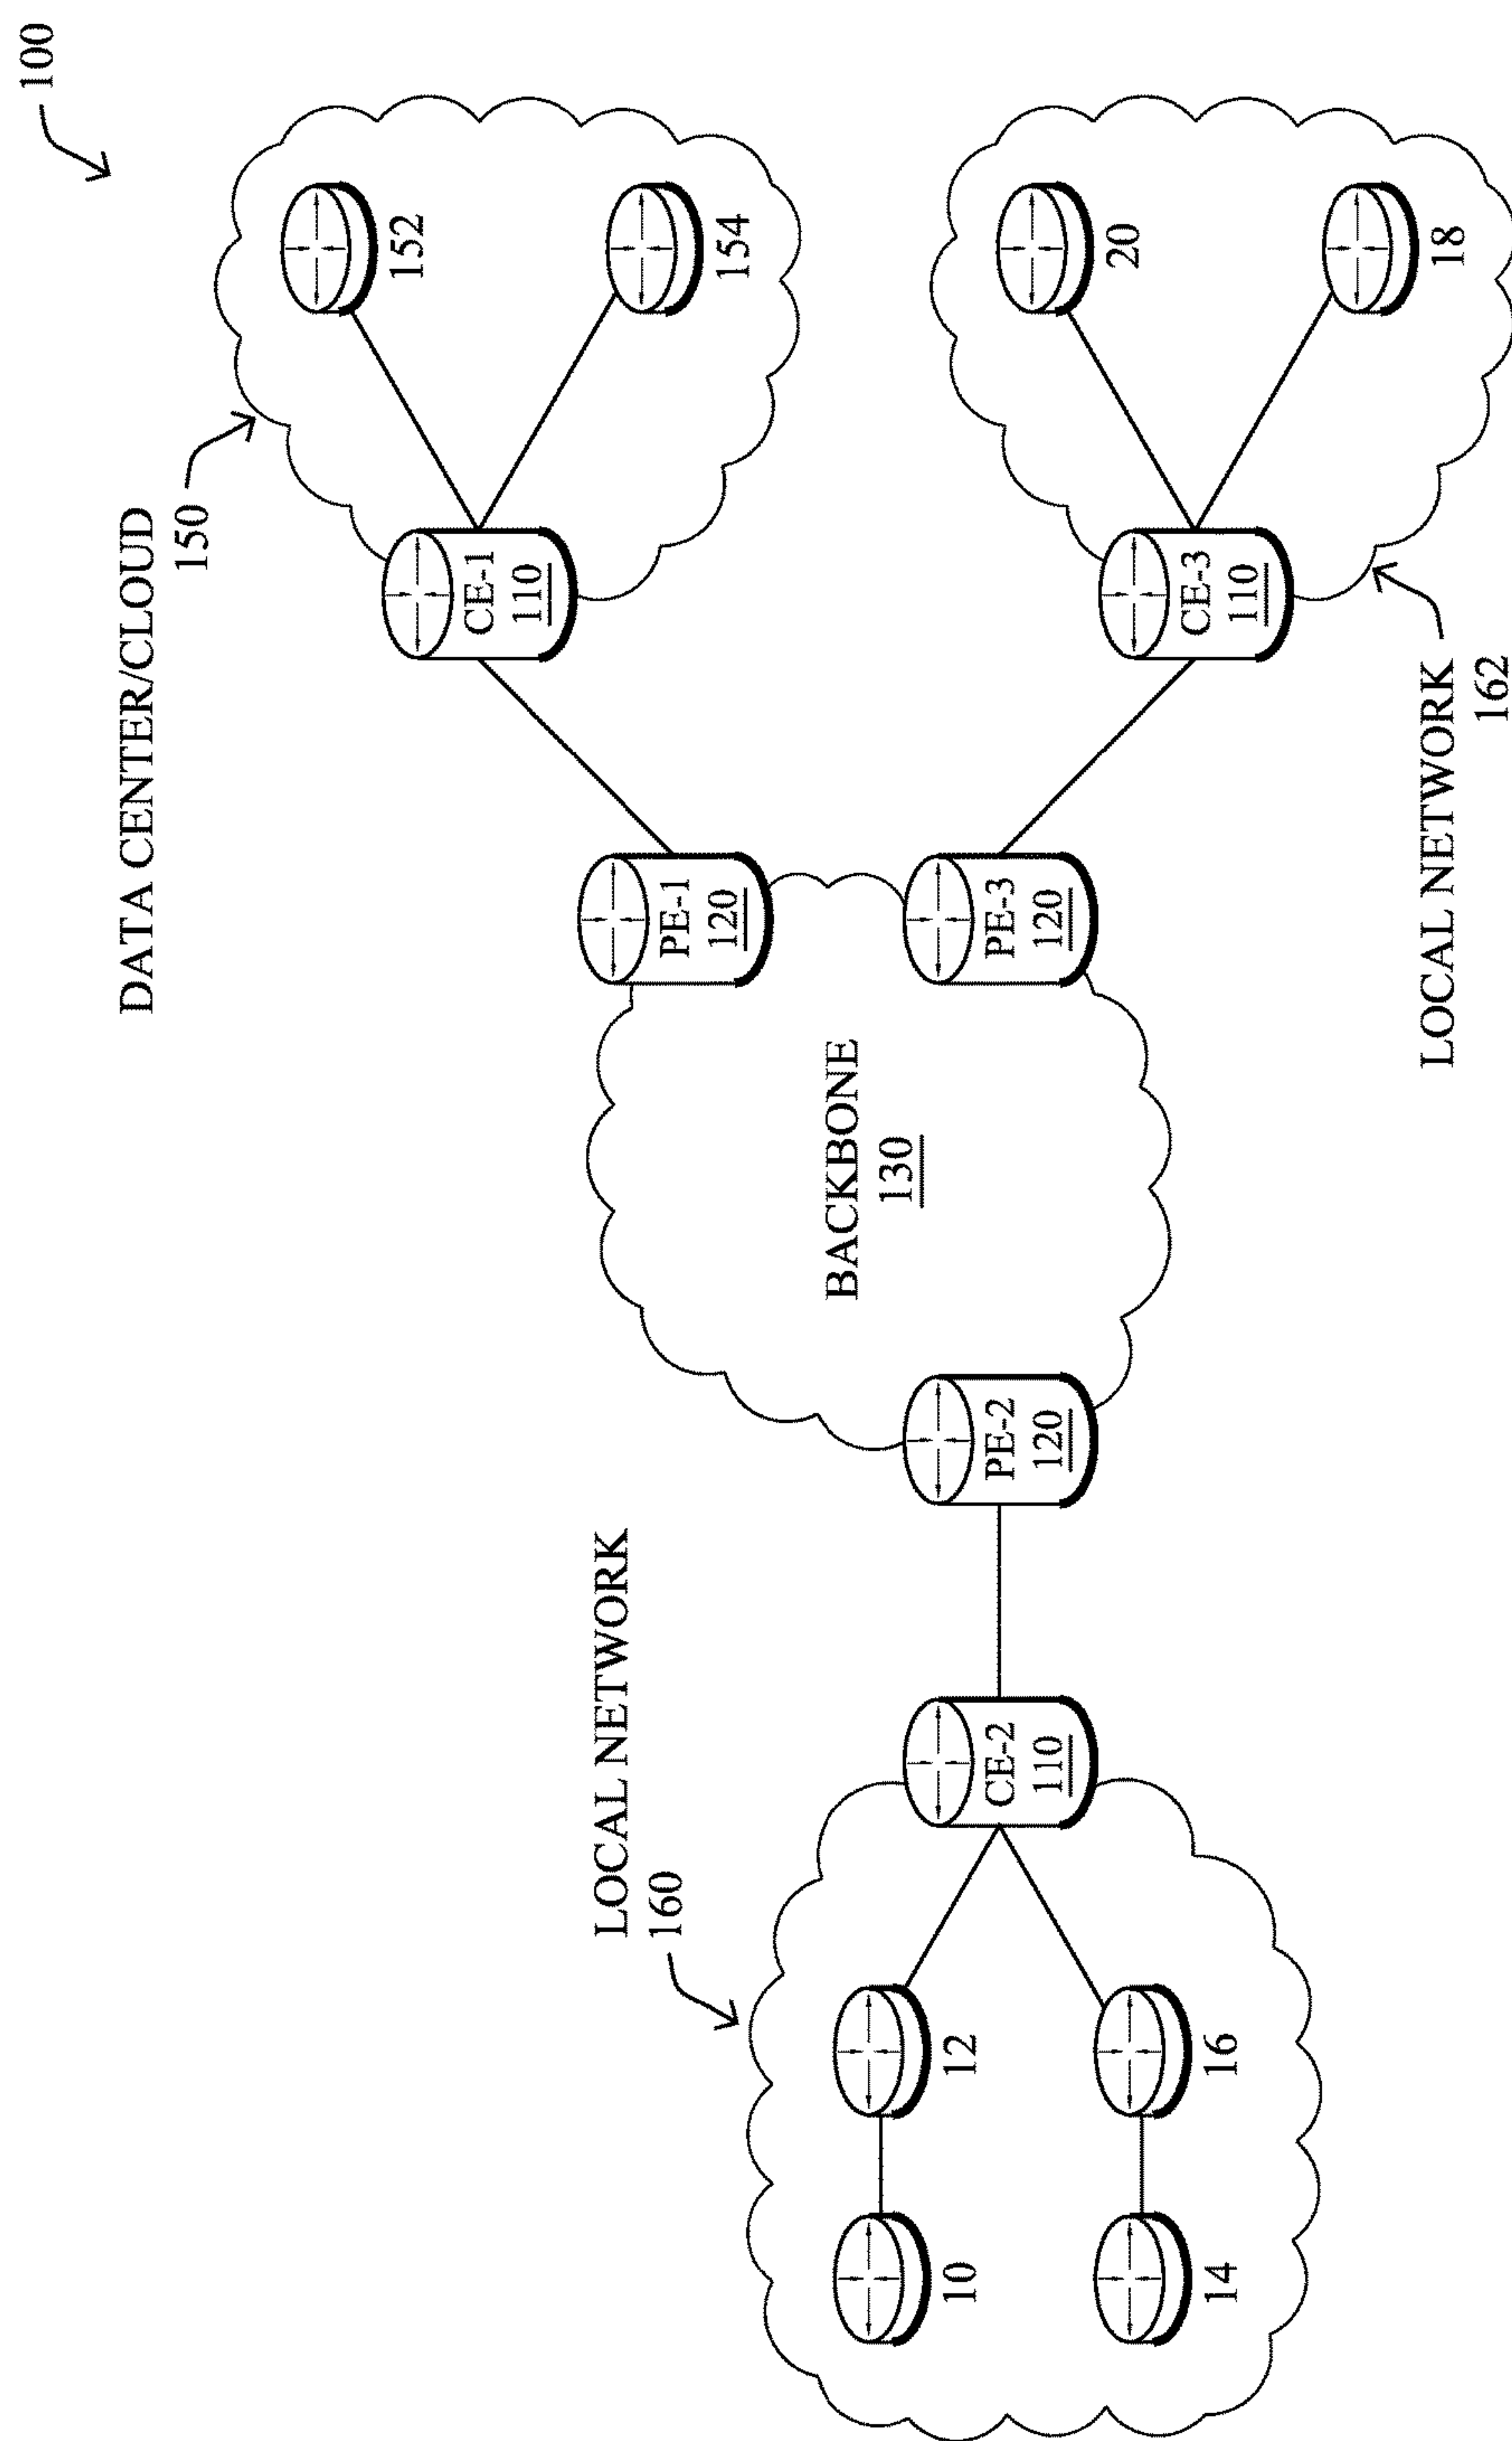 100
DATA CENTER/CLOUD
150
152
154
CE-1
110
PE-1
120
BACKBONE
130
PE-3
120
PE-2
120
CE-3
110
20
18
LOCAL NETWORK
162
LOCAL NETWORK
160
CE-2
110
12
10
16
14